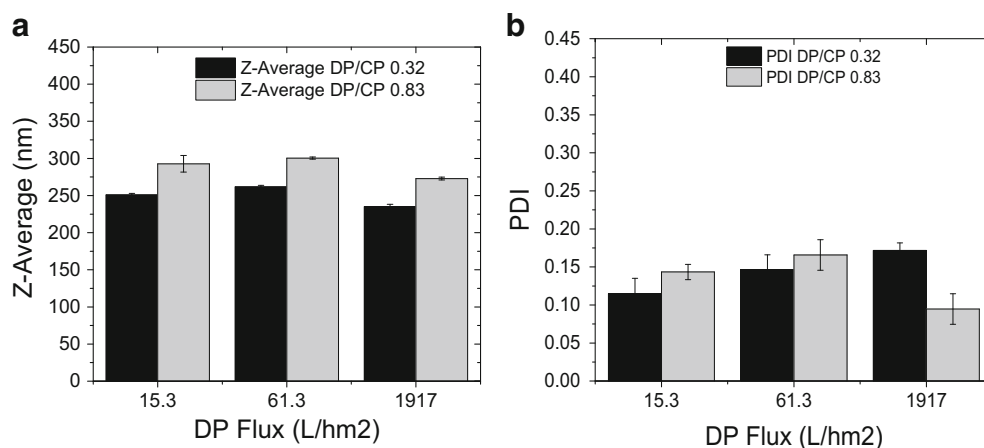 a
450
400
350
300
250
200
150
100
50
0
Z-Average (nm)
Z-Average DP/CP 0.32
Z-Average DP/CP 0.83
15.3 61.3 1917
DP Flux (L/hm2)
b
0.45
0.40
0.35
0.30
0.25
0.20
0.15
0.10
0.05
0.00
PDI
PDI DP/CP 0.32
PDI DP/CP 0.83
15.3 61.3 1917
DP Flux (L/hm2)